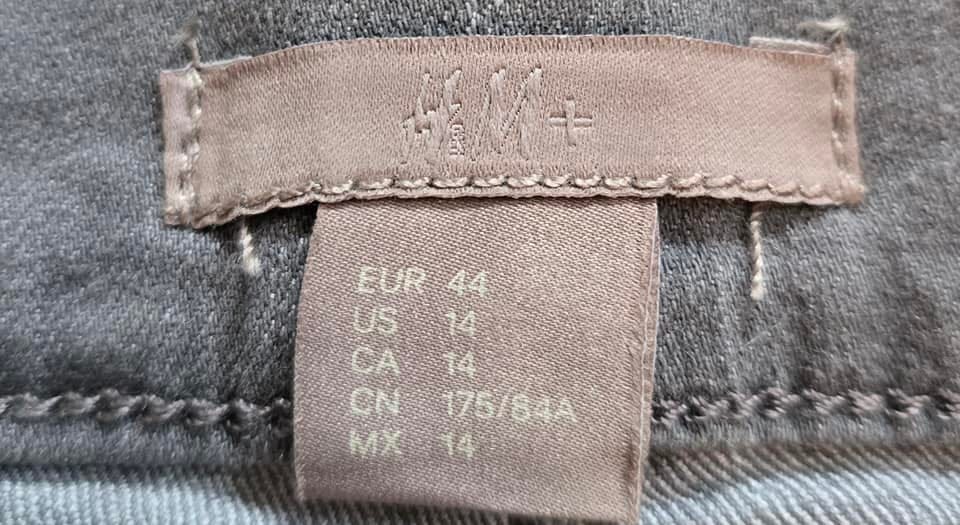 H&M+
EUR 44
US 14
CA 14
CN 175/84A
MX 14